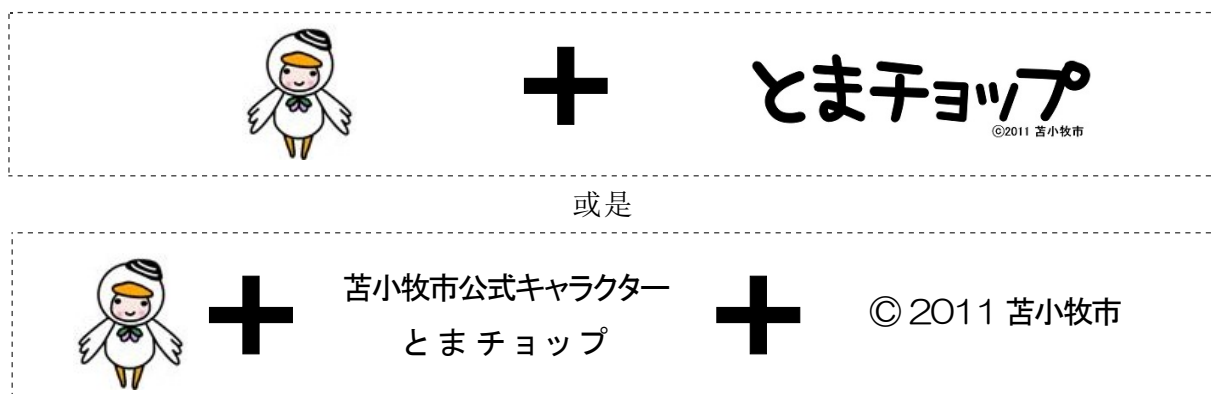 とまチョップ
©2011 苫小牧市
或是
苫小牧市公式キャラクター
とまチョップ
© 2011 苫小牧市